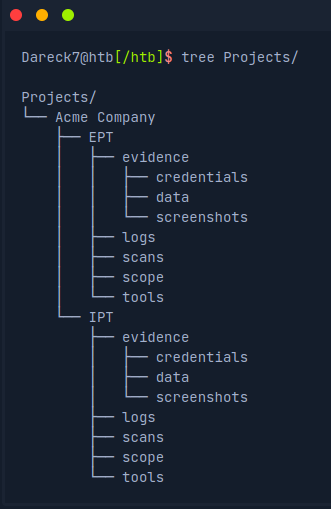 Dareck7@htb[/htb]$ tree Projects/
Projects/
└── Acme Company
    ├── EPT
    │   ├── evidence
    │   │   ├── credentials
    │   │   ├── data
    │   │   └── screenshots
    │   ├── logs
    │   ├── scans
    │   ├── scope
    │   └── tools
    └── IPT
        ├── evidence
        │   ├── credentials
        │   ├── data
        │   └── screenshots
        ├── logs
        ├── scans
        ├── scope
        └── tools